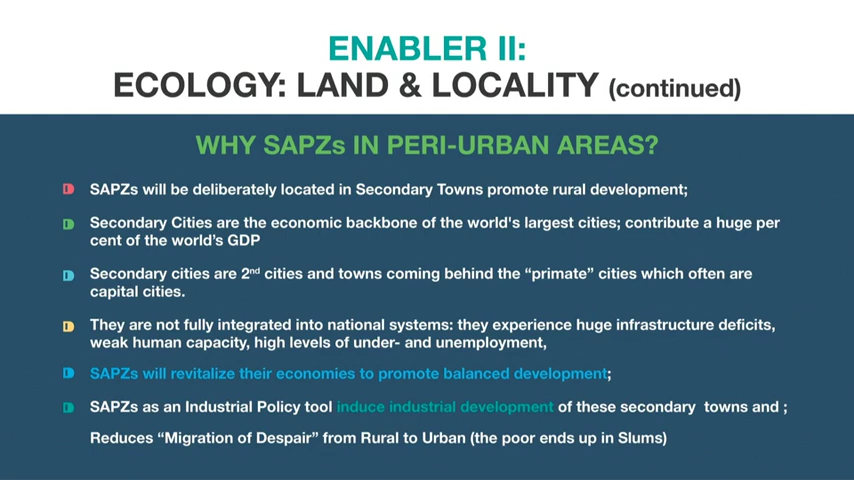 ENABLER II:
ECOLOGY: LAND & LOCALITY (continued)
WHY SAPZs IN PERI-URBAN AREAS?
SAPZs will be deliberately located in Secondary Towns promote rural development;
Secondary Cities are the economic backbone of the world's largest cities; contribute a huge per
cent of the world’s GDP
Secondary cities are 2nd cities and towns coming behind the “primate” cities which often are
capital cities.
They are not fully integrated into national systems: they experience huge infrastructure deficits,
weak human capacity, high levels of under- and unemployment,
SAPZs will revitalize their economies to promote balanced development;
SAPZs as an Industrial Policy tool induce industrial development of these secondary towns and ;
Reduces “Migration of Despair” from Rural to Urban (the poor ends up in Slums)